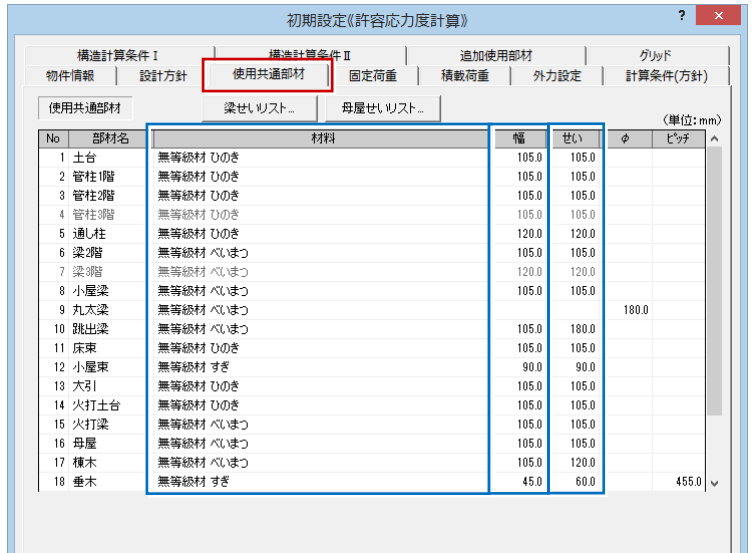 初期設定《許容応力度計算》 ? ×
構造計算条件Ⅰ 構造計算条件Ⅱ 追加使用部材 グリッド
物件情報 設計方針 使用共通部材 固定荷重 積載荷重 外力設定 計算条件(方針)
使用共通部材 梁せいリスト... 母屋せいリスト...
(単位:mm)
No 部材名 材料 幅 せい φ ピッチ
1 土台 無等級材 ひのき 105.0 105.0
2 管柱1階 無等級材 ひのき 105.0 105.0
3 管柱2階 無等級材 ひのき 105.0 105.0
4 管柱3階 無等級材 ひのき 105.0 105.0
5 通し柱 無等級材 ひのき 120.0 120.0
6 梁2階 無等級材 べいまつ 105.0 105.0
7 梁3階 無等級材 べいまつ 120.0 120.0
8 小屋梁 無等級材 べいまつ 105.0 105.0
9 丸太梁 無等級材 べいまつ 180.0
10 跳出梁 無等級材 べいまつ 105.0 180.0
11 床束 無等級材 ひのき 105.0 105.0
12 小屋束 無等級材 すぎ 90.0 90.0
13 大引 無等級材 ひのき 105.0 105.0
14 火打土台 無等級材 ひのき 105.0 105.0
15 火打梁 無等級材 べいまつ 105.0 105.0
16 母屋 無等級材 べいまつ 105.0 105.0
17 棟木 無等級材 べいまつ 105.0 120.0
18 垂木 無等級材 すぎ 45.0 60.0 455.0